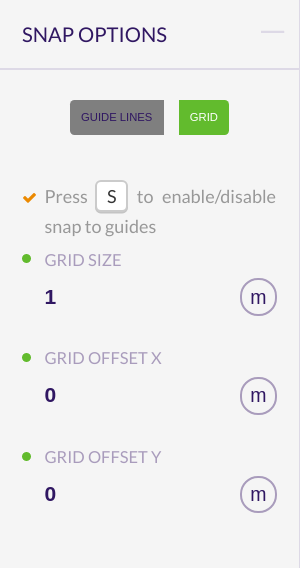 SNAP OPTIONS
GUIDE LINES GRID
Press S to enable/disable
snap to guides
GRID SIZE
1 m
GRID OFFSET X
0 m
GRID OFFSET Y
0 m